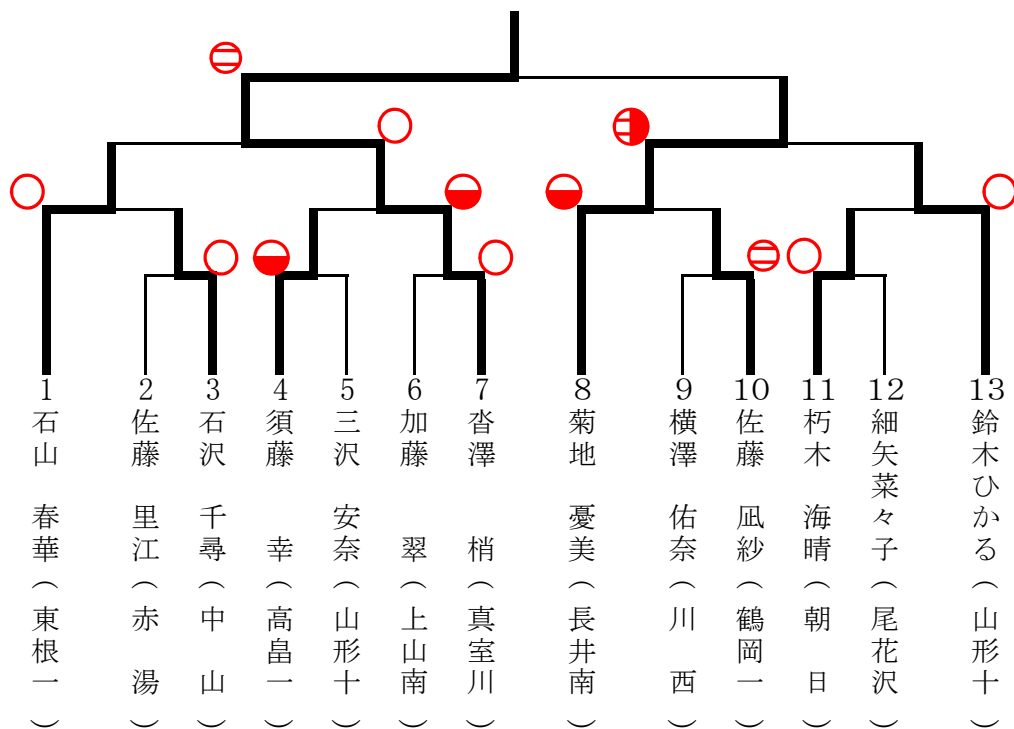 1 石山 春華（東根一）
2 佐藤 里江（赤 湯）
3 石沢 千尋（中 山）
4 須藤 幸（高畠一）
5 三沢 安奈（山形十）
6 加藤 翠（上山南）
7 沓澤 梢（真室川）
8 菊地 憂美（長井南）
9 横澤 佑奈（川 西）
10 佐藤 凪紗（鶴岡一）
11 朽木 海晴（朝 日）
12 細矢菜々子（尾花沢）
13 鈴木ひかる（山形十）